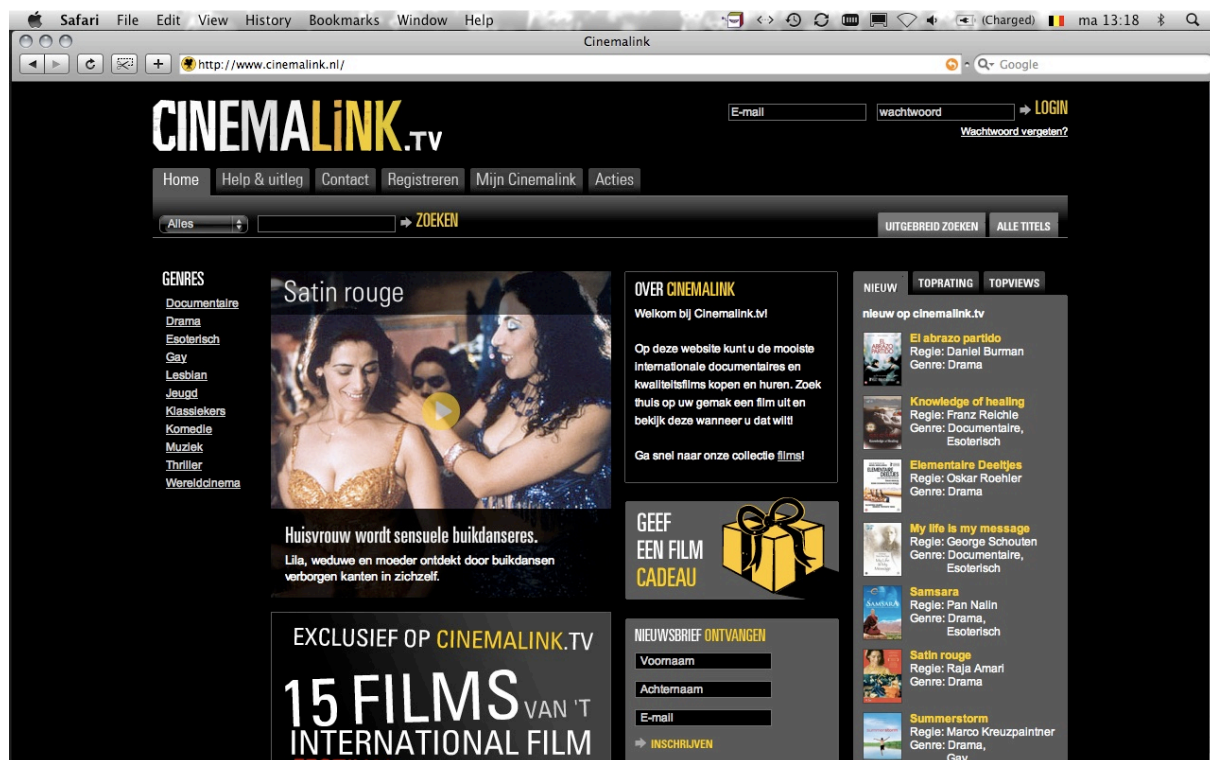 Safari File Edit View History Bookmarks Window Help (Charged) ma 13:18
Cinemalink
http://www.cinemalink.nl/
Google
CINEMALiNK.TV
E-mail
wachtwoord
LOGIN
Wachtwoord vergeten?
Home Help & uitleg Contact Registreren Mijn Cinemalink Acties
Alles
ZOEKEN
UITGEBREID ZOEKEN
ALLE TITELS
GENRES
Documentaire
Drama
Esoterisch
Gay
Lesbian
Jeugd
Klassiekers
Komedie
Muziek
Thriller
Wereldcinema
Satin rouge
Huisvrouw wordt sensuele buikdanseres.
Lila, weduwe en moeder ontdekt door buikdansen
verborgen kanten in zichzelf.
EXCLUSIEF OP CINEMALINK.TV
15 FILMS VAN 'T
INTERNATIONAL FILM
OVER CINEMALINK
Welkom bij Cinemalink.tv!
Op deze website kunt u de mooiste
internationale documentaires en
kwaliteitsfilms kopen en huren. Zoek
thuis op uw gemak een film uit en
bekijk deze wanneer u dat wilt!
Ga snel naar onze collectie films!
GEEF
EEN FILM
CADEAU
NIEUWSBRIEF ONTVANGEN
Voornaam
Achternaam
E-mail
INSCHRIJVEN
NIEUW TOPRATING TOPVIEWS
nieuw op cinemalink.tv
El abrazo partido
Regie: Daniel Burman
Genre: Drama
Knowledge of healing
Regie: Franz Reichle
Genre: Documentaire,
Esoterisch
Elementaire Deeltjes
Regie: Oskar Roehler
Genre: Drama
My life is my message
Regie: George Schouten
Genre: Documentaire,
Esoterisch
Samsara
Regie: Pan Nalin
Genre: Drama,
Esoterisch
Satin rouge
Regie: Raja Amari
Genre: Drama
Summerstorm
Regie: Marco Kreuzpaintner
Genre: Drama,
Gay